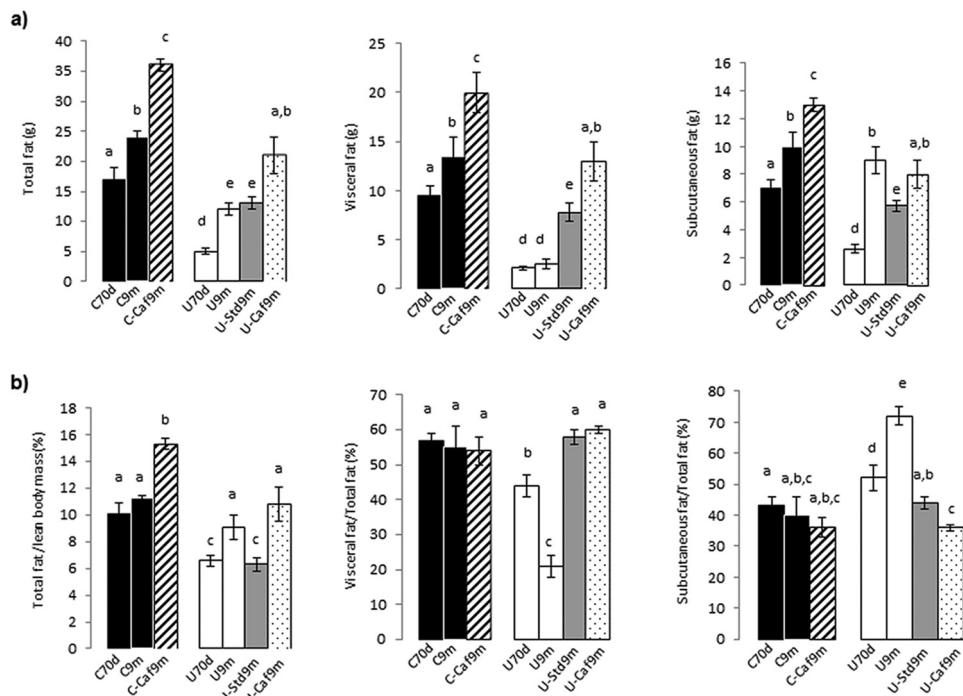 a)
Total fat (g)
40
35
30
25
20
15
10
5
0
a
b
c
d
e
e
a,b
C70d
C9m
C-Caf9m
U70d
U9m
U-Std9m
U-Caf9m
Visceral fat (g)
25
20
15
10
5
0
a
b
c
d
d
e
a,b
C70d
C9m
C-Caf9m
U70d
U9m
U-Std9m
U-Caf9m
Subcutaneous fat (g)
16
14
12
10
8
6
4
2
0
a
b
c
d
b
e
a,b
C70d
C9m
C-Caf9m
U70d
U9m
U-Std9m
U-Caf9m
b)
Total fat/lean body mass (%)
18
16
14
12
10
8
6
4
2
0
a
a
b
c
a
c
a
C70d
C9m
C-Caf9m
U70d
U9m
U-Std9m
U-Caf9m
Visceral fat/Total fat (%)
70
60
50
40
30
20
10
0
a
a
a
b
c
a
a
C70d
C9m
C-Caf9m
U70d
U9m
U-Std9m
U-Caf9m
Subcutaneous fat/Total fat (%)
80
70
60
50
40
30
20
10
0
a
a,b,c
a,b,c
d
e
a,b
c
C70d
C9m
C-Caf9m
U70d
U9m
U-Std9m
U-Caf9m